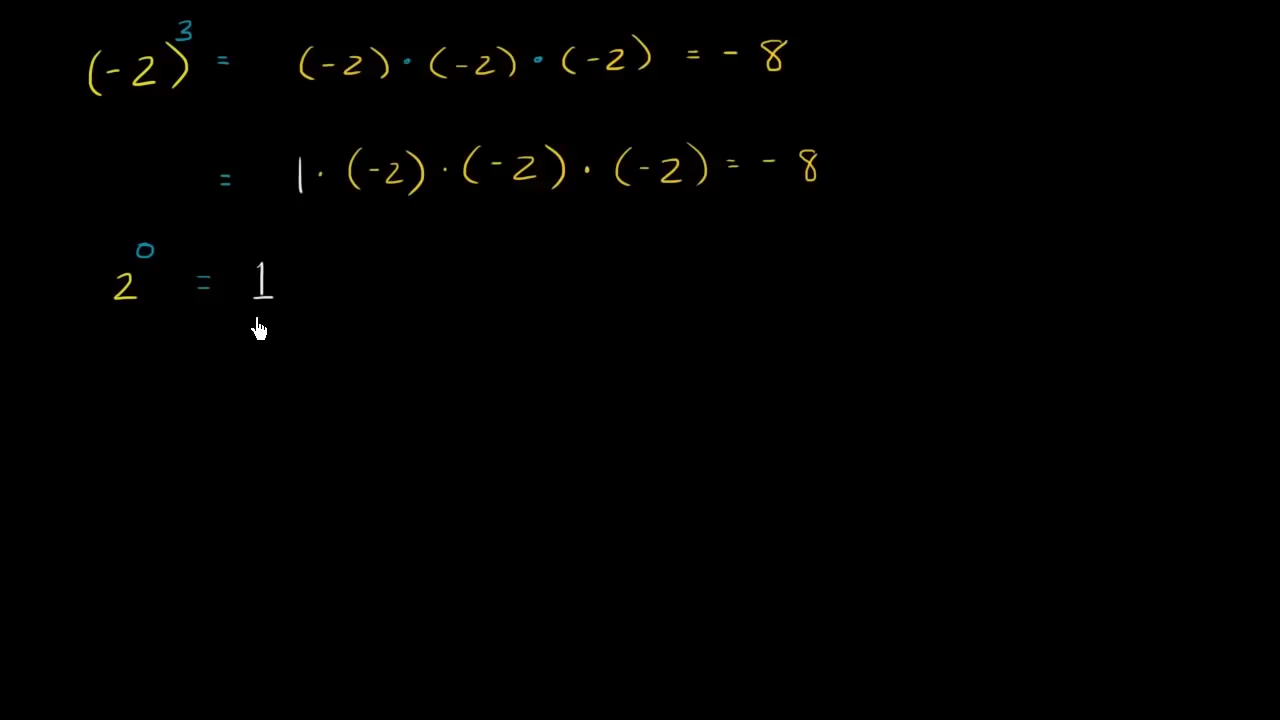 (-2)³ = (-2) · (-2) · (-2) = - 8
= 1 · (-2) · (-2) · (-2) = - 8
2⁰ = 1